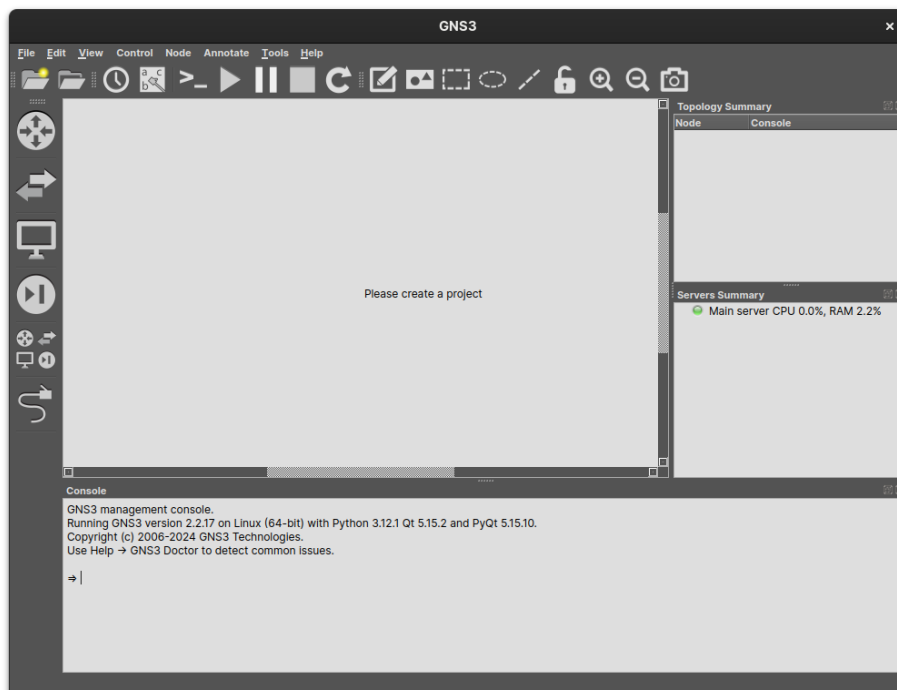 GNS3
×
File Edit View Control Node Annotate Tools Help
a c
b
>_
Topology Summary
Node Console
Please create a project
Servers Summary
Main server CPU 0.0%, RAM 2.2%
Console
GNS3 management console.
Running GNS3 version 2.2.17 on Linux (64-bit) with Python 3.12.1 Qt 5.15.2 and PyQt 5.15.10.
Copyright (c) 2006-2024 GNS3 Technologies.
Use Help → GNS3 Doctor to detect common issues.
⇒